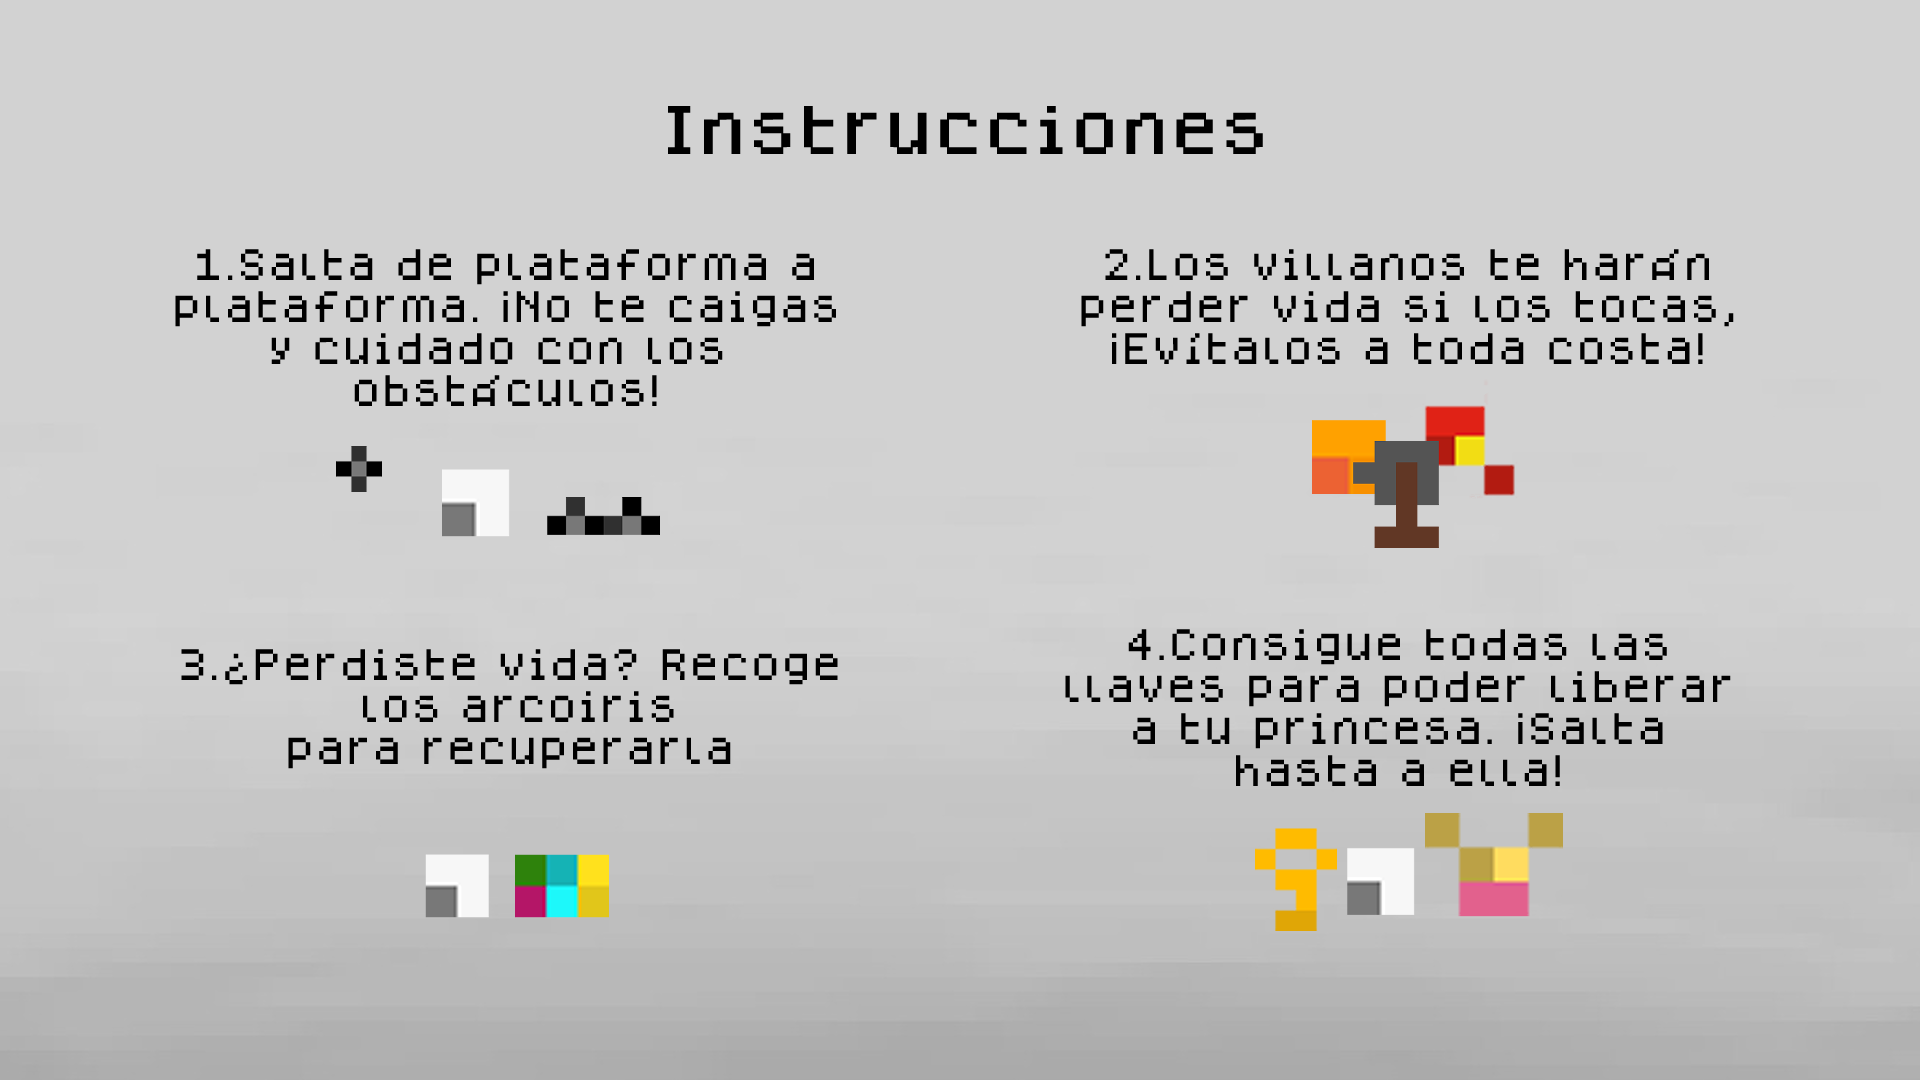 Instrucciones
1.Salta de plataforma a
plataforma. ¡No te caigas
y cuidado con los
obstáculos!
2.Los villanos te harán
perder vida si los tocas,
¡Evítalos a toda costa!
3.¿Perdiste vida? Recoge
los arcoiris
para recuperarla
4.Consigue todas las
llaves para poder liberar
a tu princesa. ¡Salta
hasta a ella!